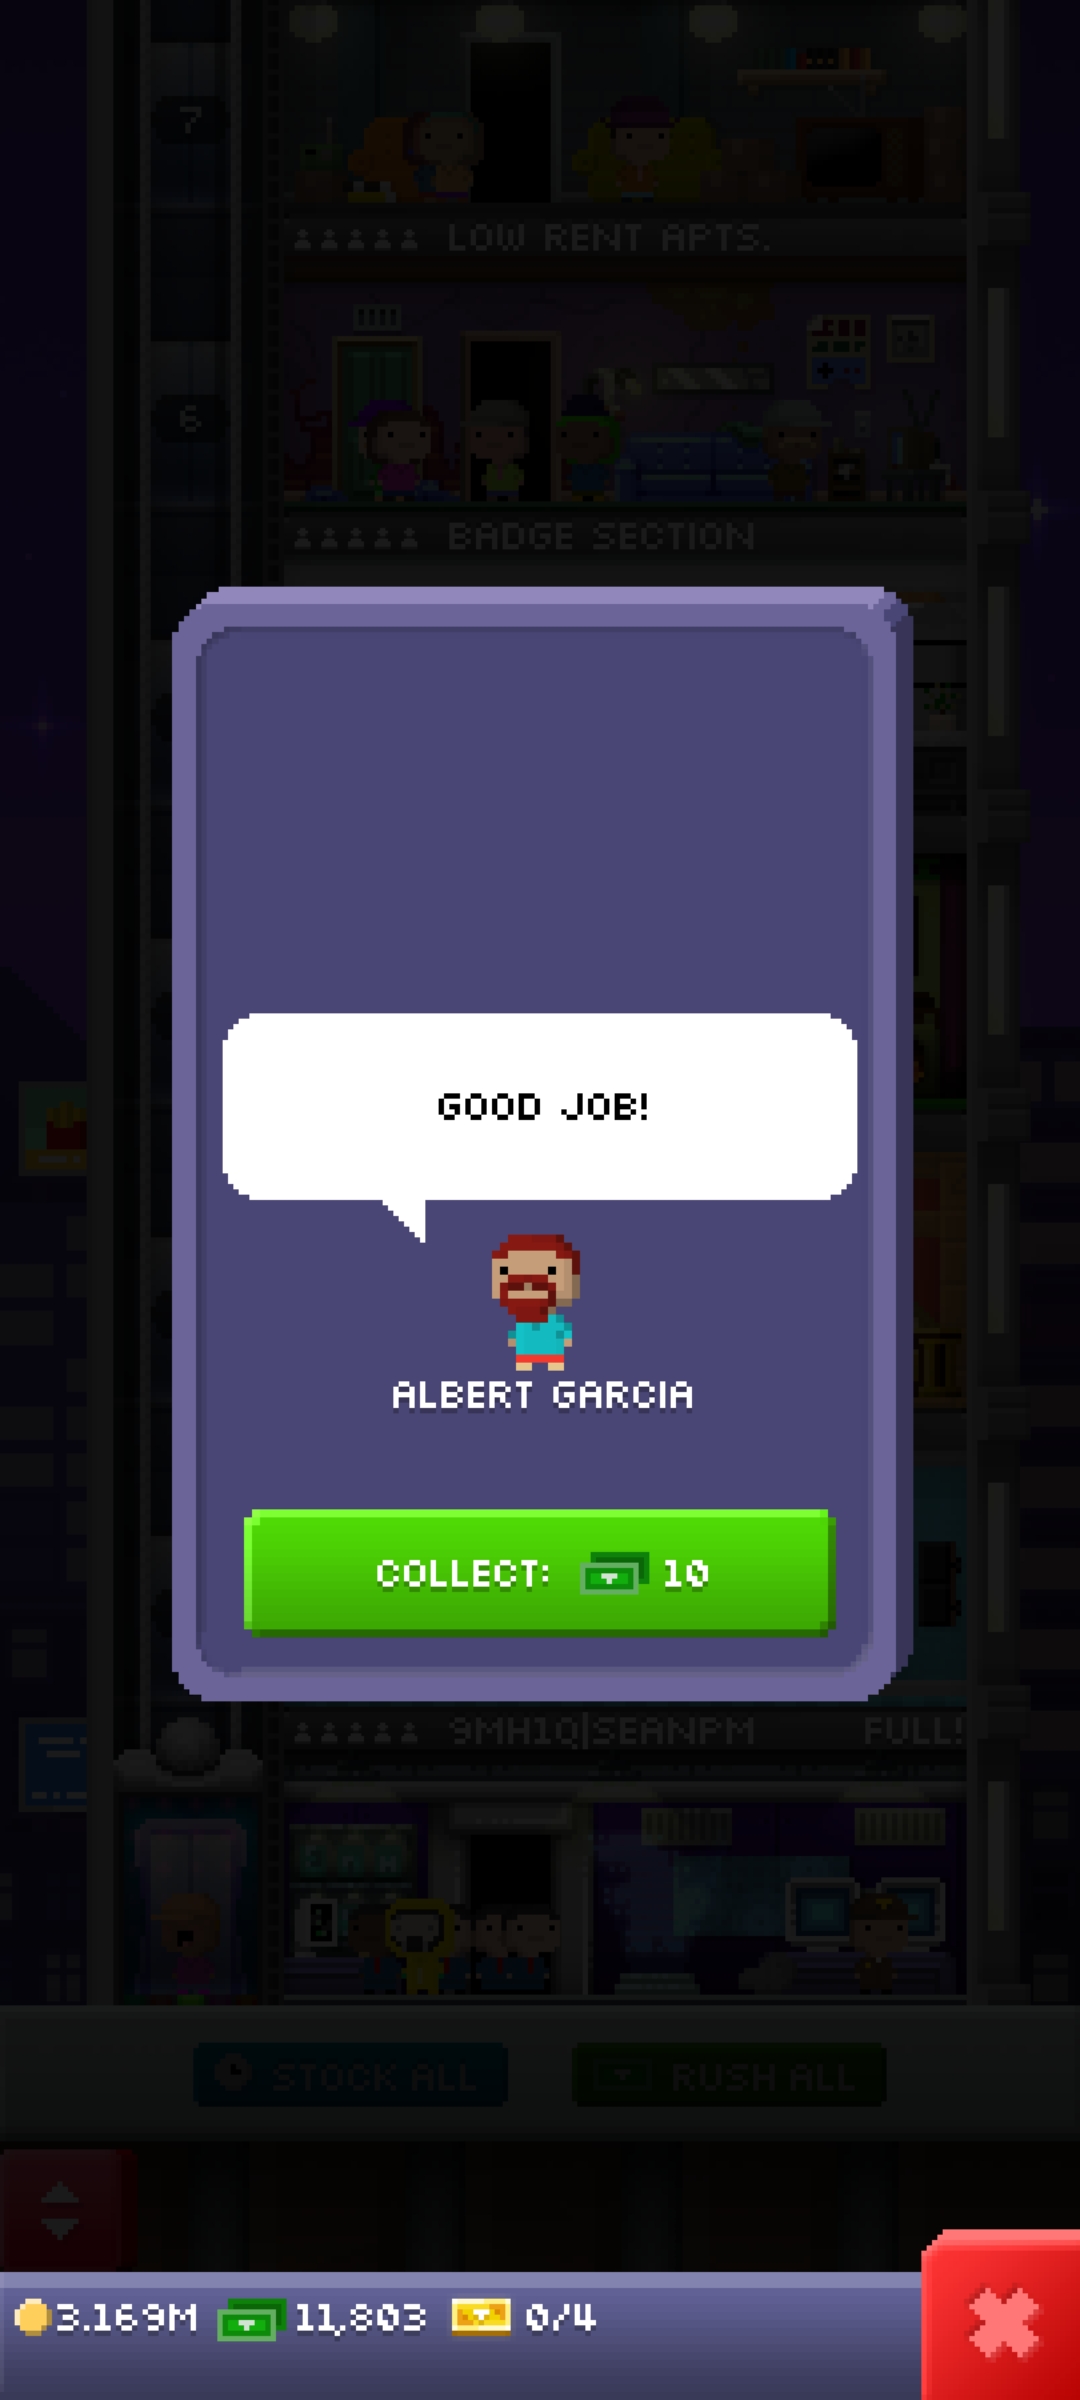 7
LOW RENT APTS.
6
BADGE SECTION
GOOD JOB!
ALBERT GARCIA
COLLECT: 10
9MH1Q|SEANPM FULL!
STOCK ALL RUSH ALL
3.169M 11,803 0/4